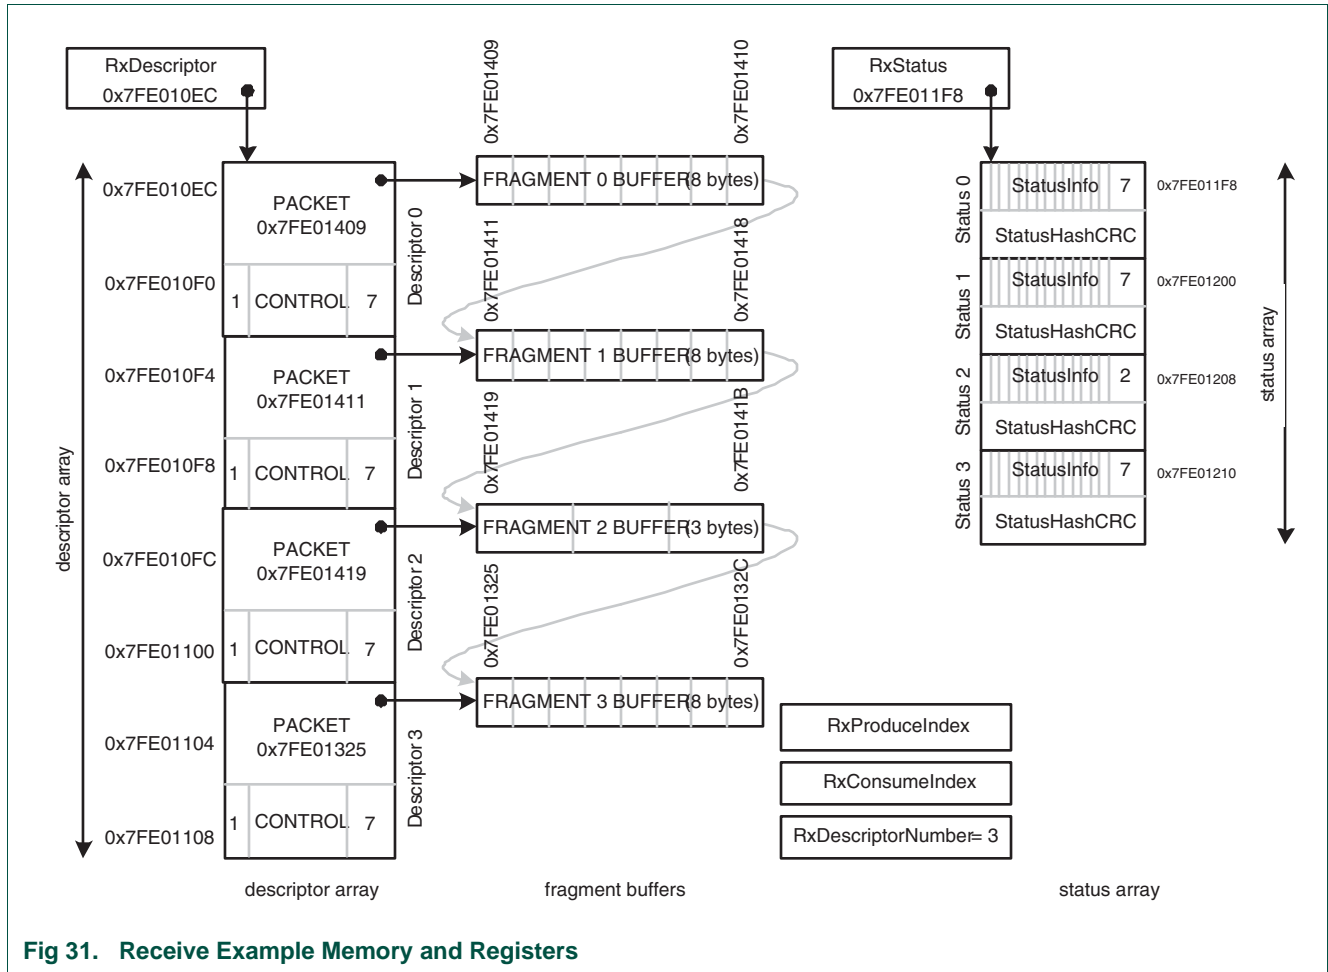 RxDescriptor
0x7FE010EC
0x7FE01409
0x7FE01410
RxStatus
0x7FE011F8
descriptor array
0x7FE010EC
PACKET
0x7FE01409
0x7FE010F0
1 CONTROL 7
Descriptor 0
FRAGMENT 0 BUFFER(8 bytes)
0x7FE01411
0x7FE01418
0x7FE010F4
PACKET
0x7FE01411
0x7FE010F8
1 CONTROL 7
Descriptor 1
FRAGMENT 1 BUFFER(8 bytes)
0x7FE01419
0x7FE0141B
0x7FE010FC
PACKET
0x7FE01419
0x7FE01100
1 CONTROL 7
Descriptor 2
FRAGMENT 2 BUFFER(3 bytes)
0x7FE01325
0x7FE0132C
0x7FE01104
PACKET
0x7FE01325
0x7FE01108
1 CONTROL 7
Descriptor 3
FRAGMENT 3 BUFFER(8 bytes)
Status 0
StatusInfo 7
0x7FE011F8
StatusHashCRC
Status 1
StatusInfo 7
0x7FE01200
StatusHashCRC
Status 2
StatusInfo 2
0x7FE01208
StatusHashCRC
Status 3
StatusInfo 7
0x7FE01210
StatusHashCRC
status array
RxProduceIndex
RxConsumeIndex
RxDescriptorNumber= 3
descriptor array
fragment buffers
status array
Fig 31. Receive Example Memory and Registers